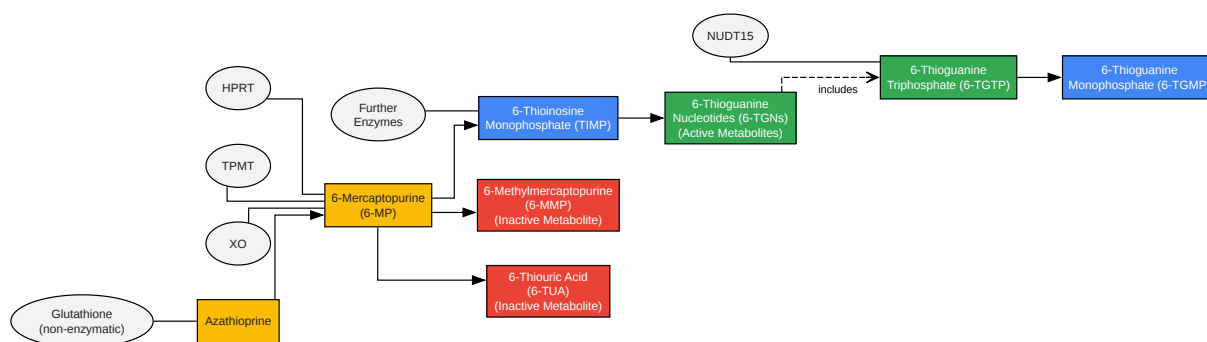 NUDT15
HPRT
Further
Enzymes
6-Thioinosine
Monophosphate (TIMP)
6-Thioguanine
Nucleotides (6-TGNs)
(Active Metabolites)
includes
6-Thioguanine
Triphosphate (6-TGTP)
6-Thioguanine
Monophosphate (6-TGMP)
TPMT
6-Mercaptopurine
(6-MP)
6-Methylmercaptopurine
(6-MMP)
(Inactive Metabolite)
XO
6-Thiouric Acid
(6-TUA)
(Inactive Metabolite)
Glutathione
(non-enzymatic)
Azathioprine